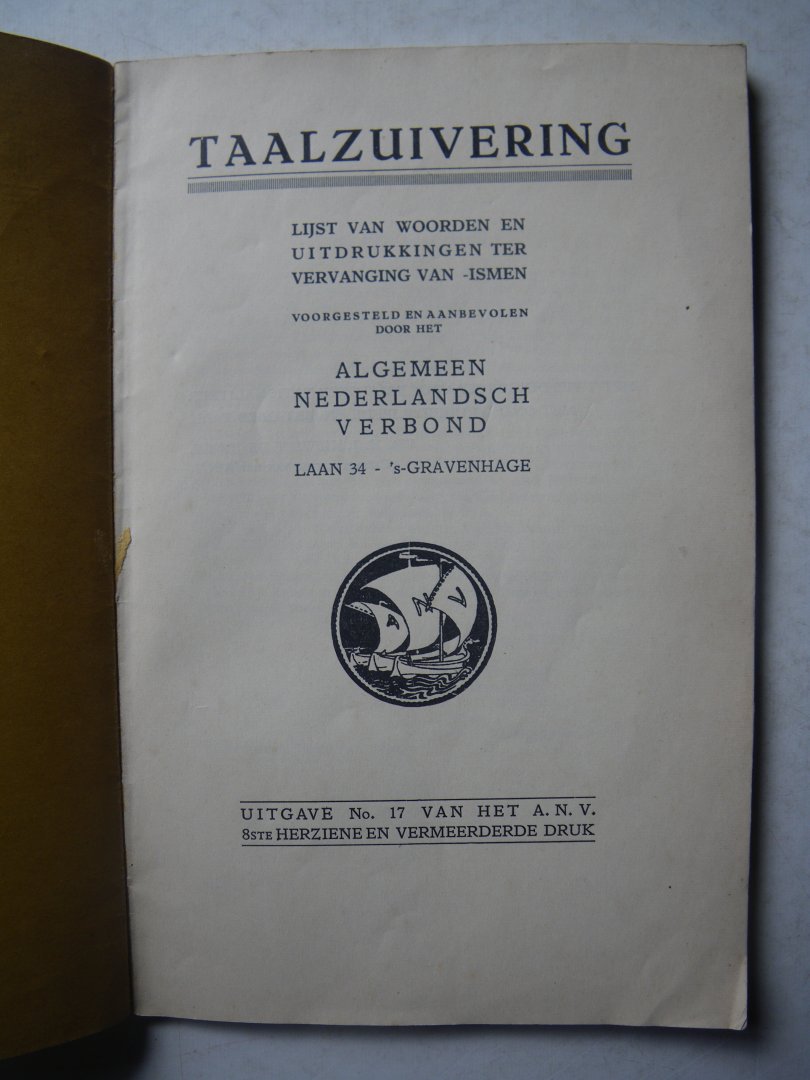 TAALZUIVERING
LIJST VAN WOORDEN EN
UITDRUKKINGEN TER
VERVANGING VAN -ISMEN
VOORGESTELD EN AANBEVOLEN
DOOR HET
ALGEMEEN
NEDERLANDSCH
VERBOND
LAAN 34 - 's-GRAVENHAGE
A N V
UITGAVE No. 17 VAN HET A. N. V.
8STE HERZIENE EN VERMEERDERDE DRUK